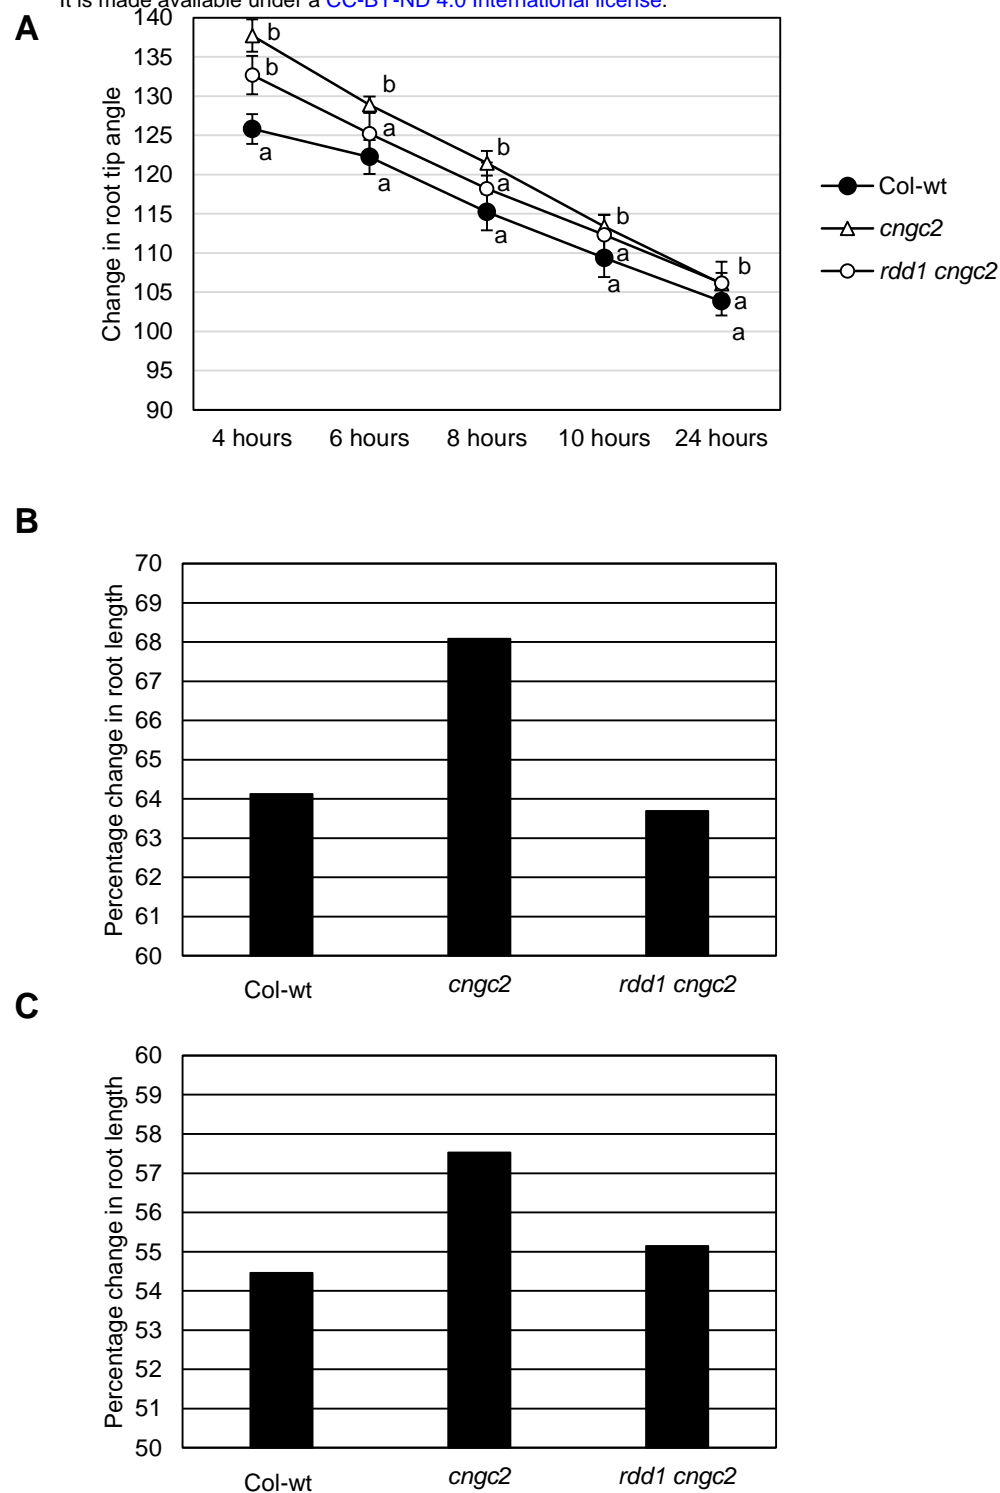 It is made available under a CC-BY-ND 4.0 International license.
A
Change in root tip angle
140
135
130
125
120
115
110
105
100
95
90
b
b
a
b
a
a
b
a
a
b
a
a
b
a
a
4 hours 6 hours 8 hours 10 hours 24 hours
Col-wt
cngc2
rdd1 cngc2
B
Percentage change in root length
70
69
68
67
66
65
64
63
62
61
60
Col-wt cngc2 rdd1 cngc2
C
Percentage change in root length
60
59
58
57
56
55
54
53
52
51
50
Col-wt cngc2 rdd1 cngc2